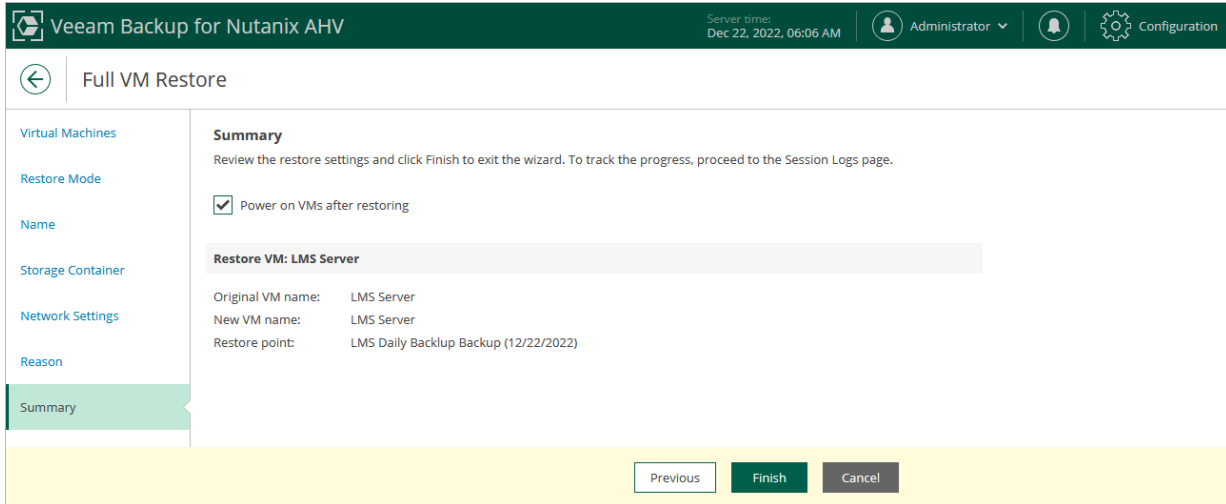 Veeam Backup for Nutanix AHV
Server time:
Dec 22, 2022, 06:06 AM
Administrator
Configuration
Full VM Restore
Virtual Machines
Restore Mode
Name
Storage Container
Network Settings
Reason
Summary
Summary
Review the restore settings and click Finish to exit the wizard. To track the progress, proceed to the Session Logs page.
Power on VMs after restoring
Restore VM: LMS Server
Original VM name: LMS Server
New VM name: LMS Server
Restore point: LMS Daily Backlup Backup (12/22/2022)
Previous
Finish
Cancel